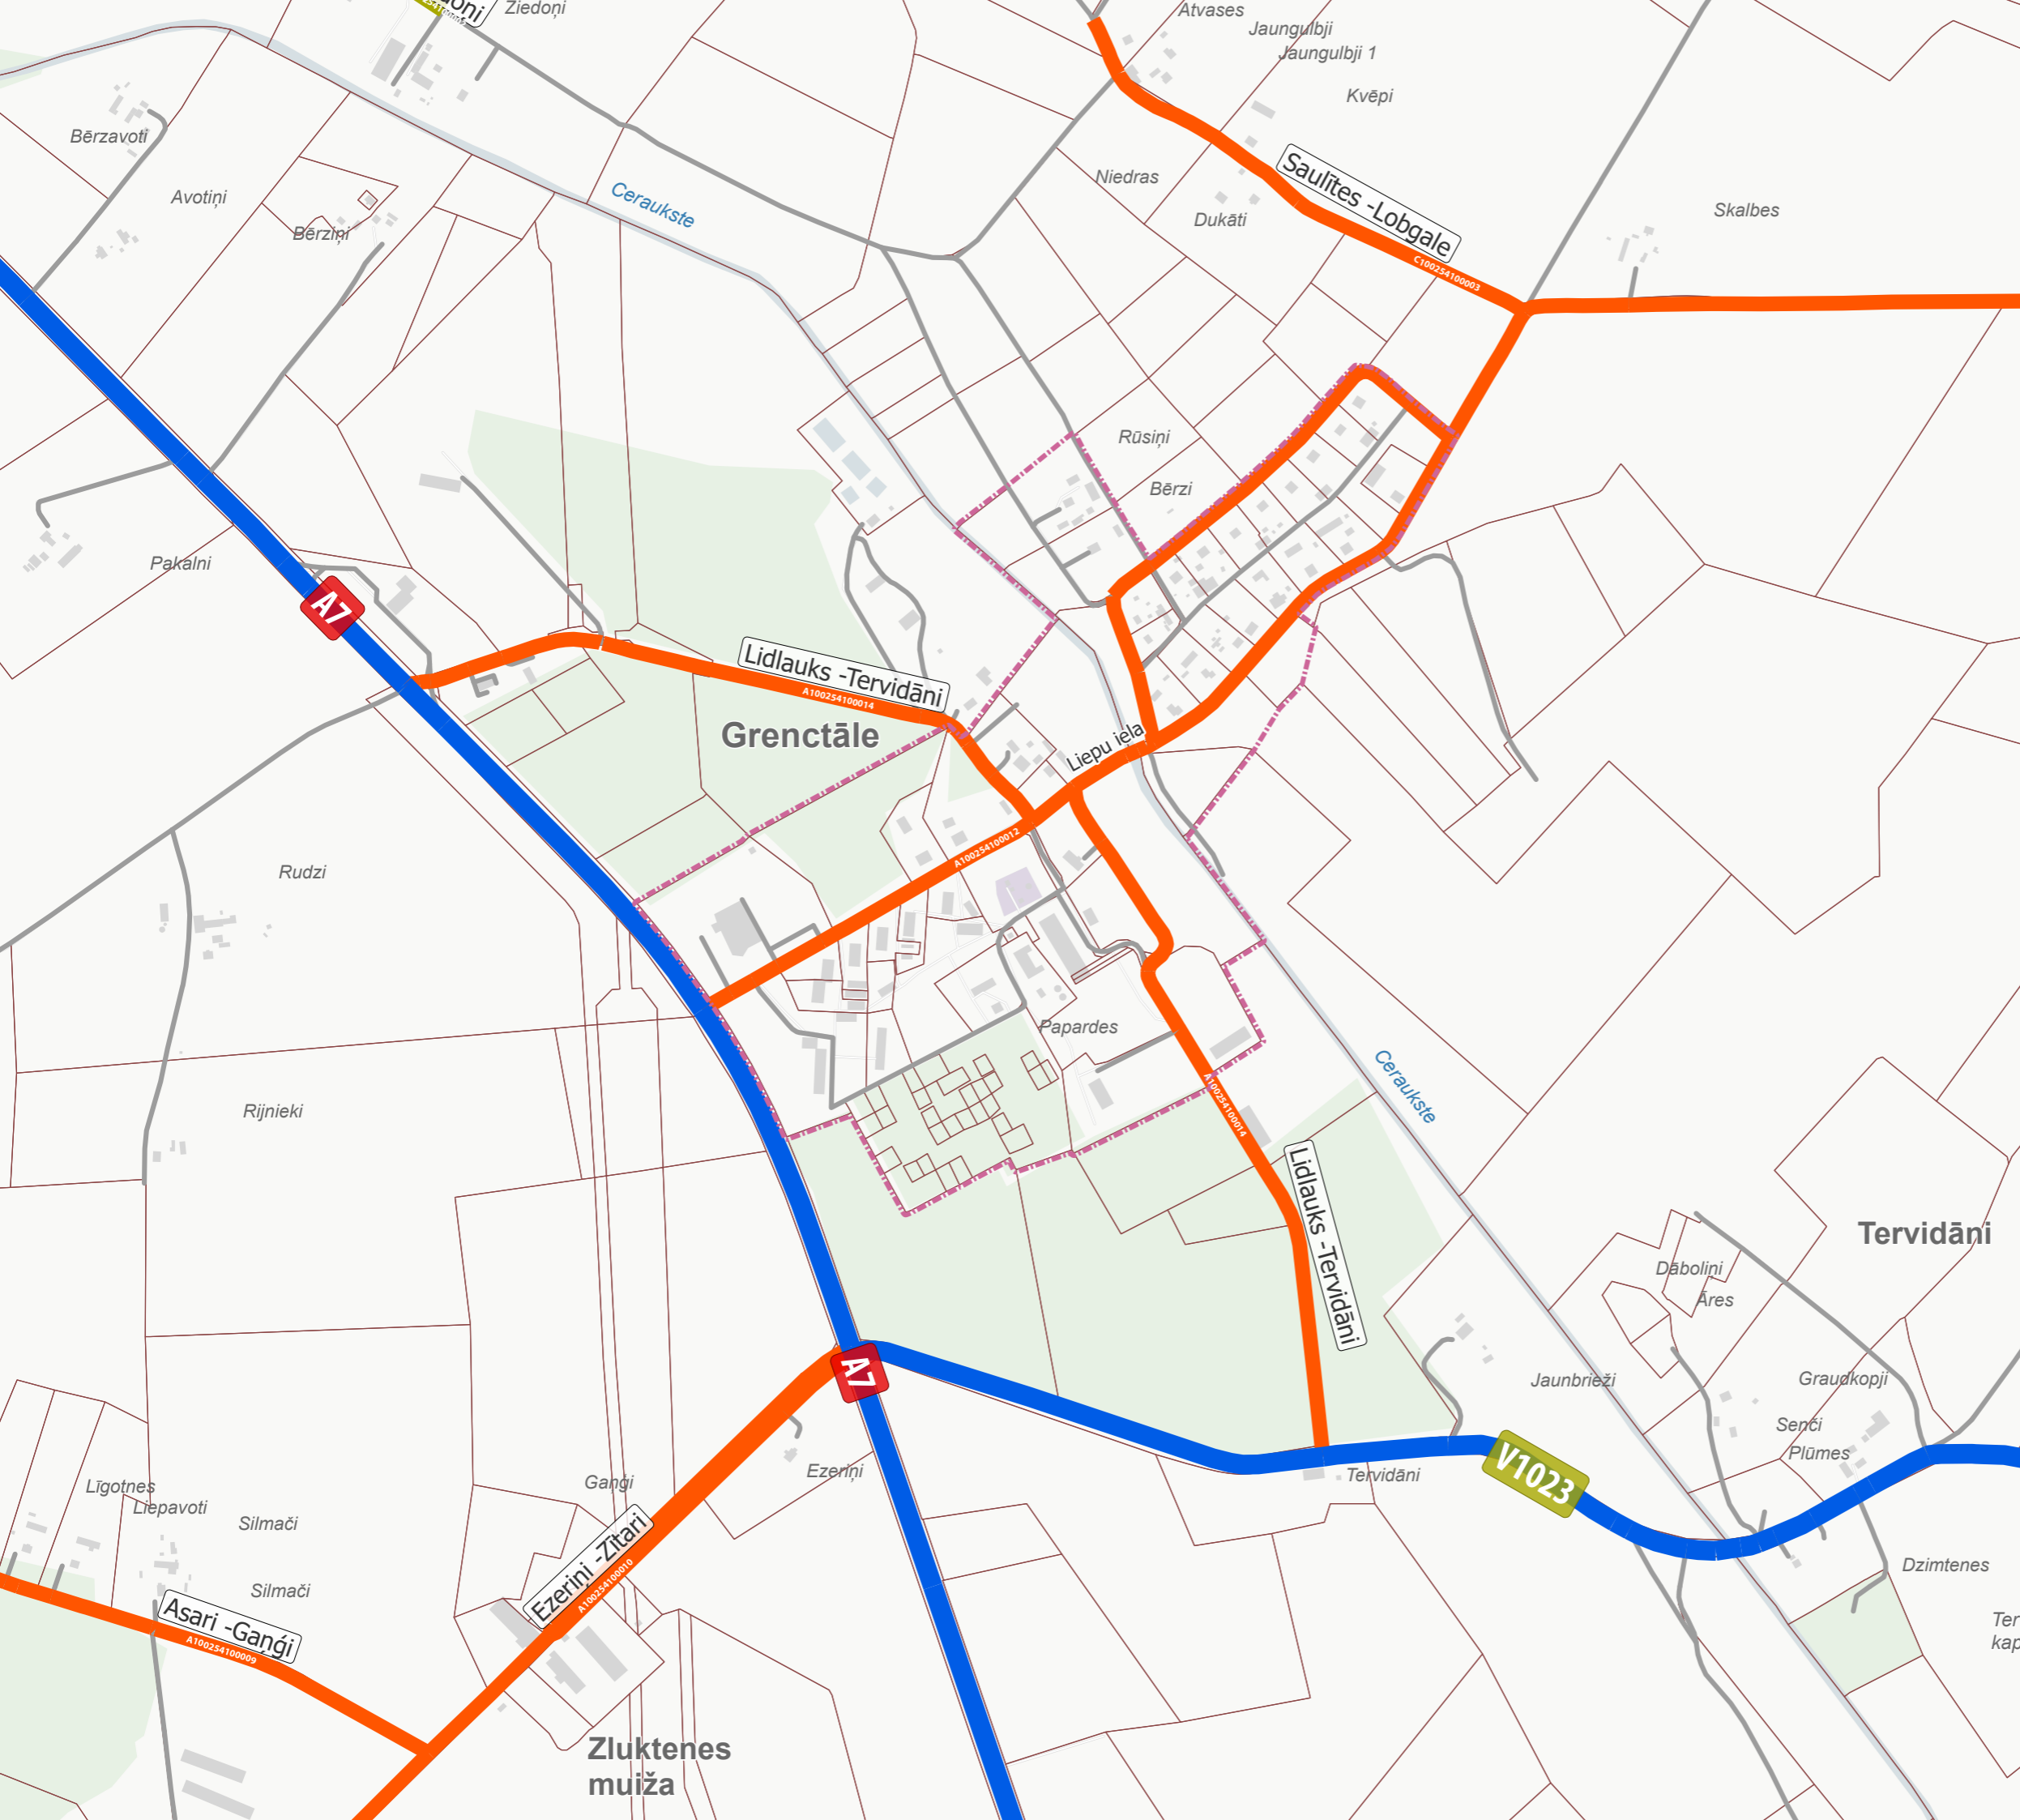 Ziedoņi
Atvases
Jaungulbji
Jaungulbji 1
Kvēpi
Bērzavoti
Avotiņi
Bērziņi
Ceraukste
Niedras
Dukāti
Saulītes -Lobgale
C100254100003
Skalbes
Rūsiņi
Bērzi
Pakalni
A7
Lidlauks -Tervidāni
A100254100014
Grenctāle
Liepu iela
A100254100012
Rudzi
Papardes
Rijnieki
Ceraukste
A100254100014
Lidlauks -Tervidāni
Tervidāni
Dāboliņi
Āres
A7
Jaunbrieži
Graudkopji
Senči
Plūmes
Ezeriņi
Tervidāni
V1023
Līgotnes
Liepavoti
Silmači
Gaņģi
Ezeriņi -Zītari
A100254100010
Silmači
Asari -Gaņģi
A100254100009
Dzimtenes
Ter
kap
Zluktenes
muiža